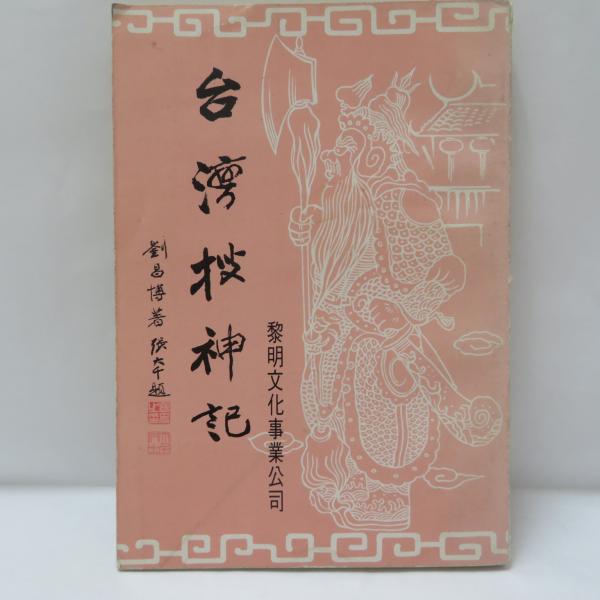 台灣搜神記
劉昌博著 張大千題
黎明文化事業公司